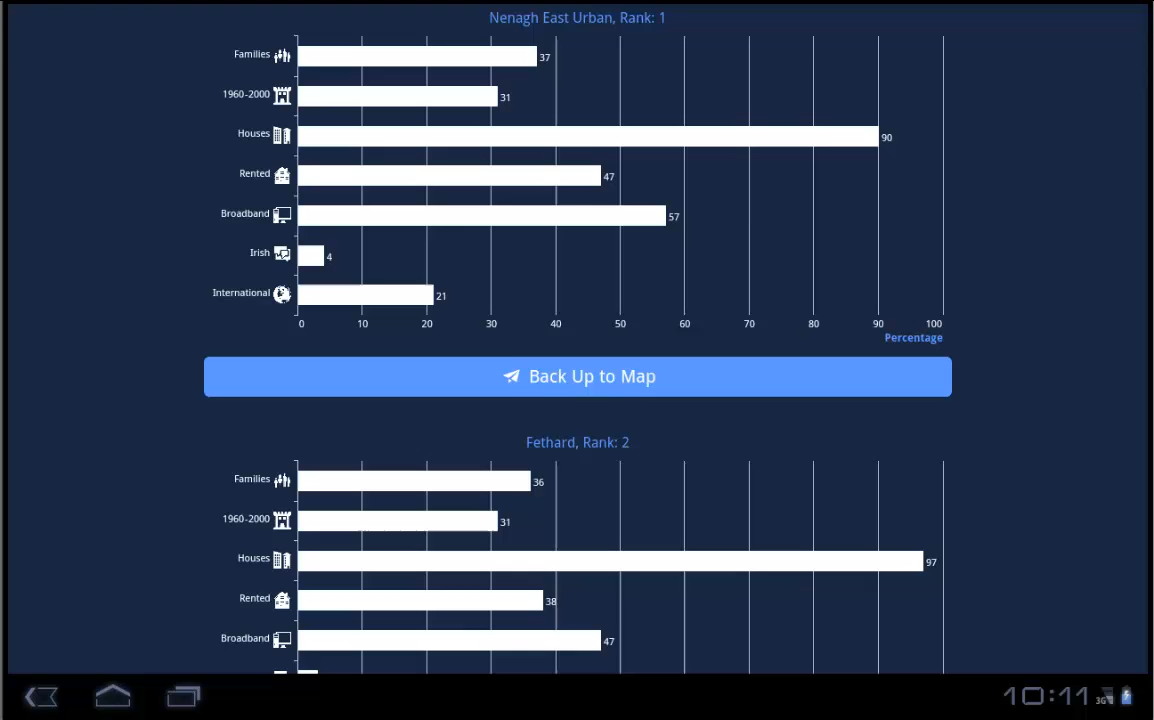 Nenagh East Urban, Rank: 1
Families 37
1960-2000 31
Houses 90
Rented 47
Broadband 57
Irish 4
International 21
0 10 20 30 40 50 60 70 80 90 100
Percentage
Back Up to Map
Fethard, Rank: 2
Families 36
1960-2000 31
Houses 97
Rented 38
Broadband 47
10:11 3G